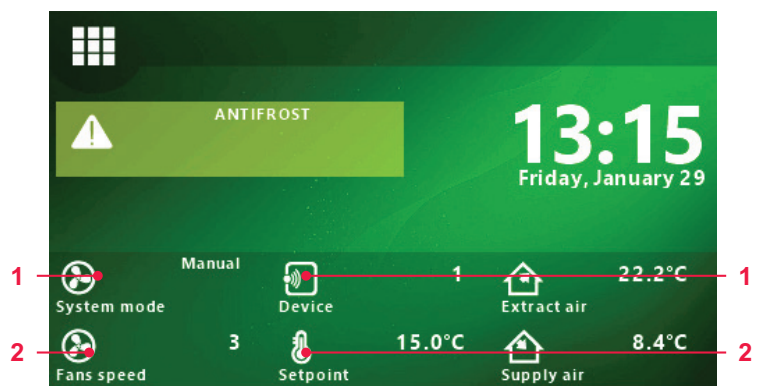 ANTIFROST
13:15
Friday, January 29
1 Manual 1 22.2°C 1
System mode Device Extract air
2 3 15.0°C 8.4°C 2
Fans speed Setpoint Supply air